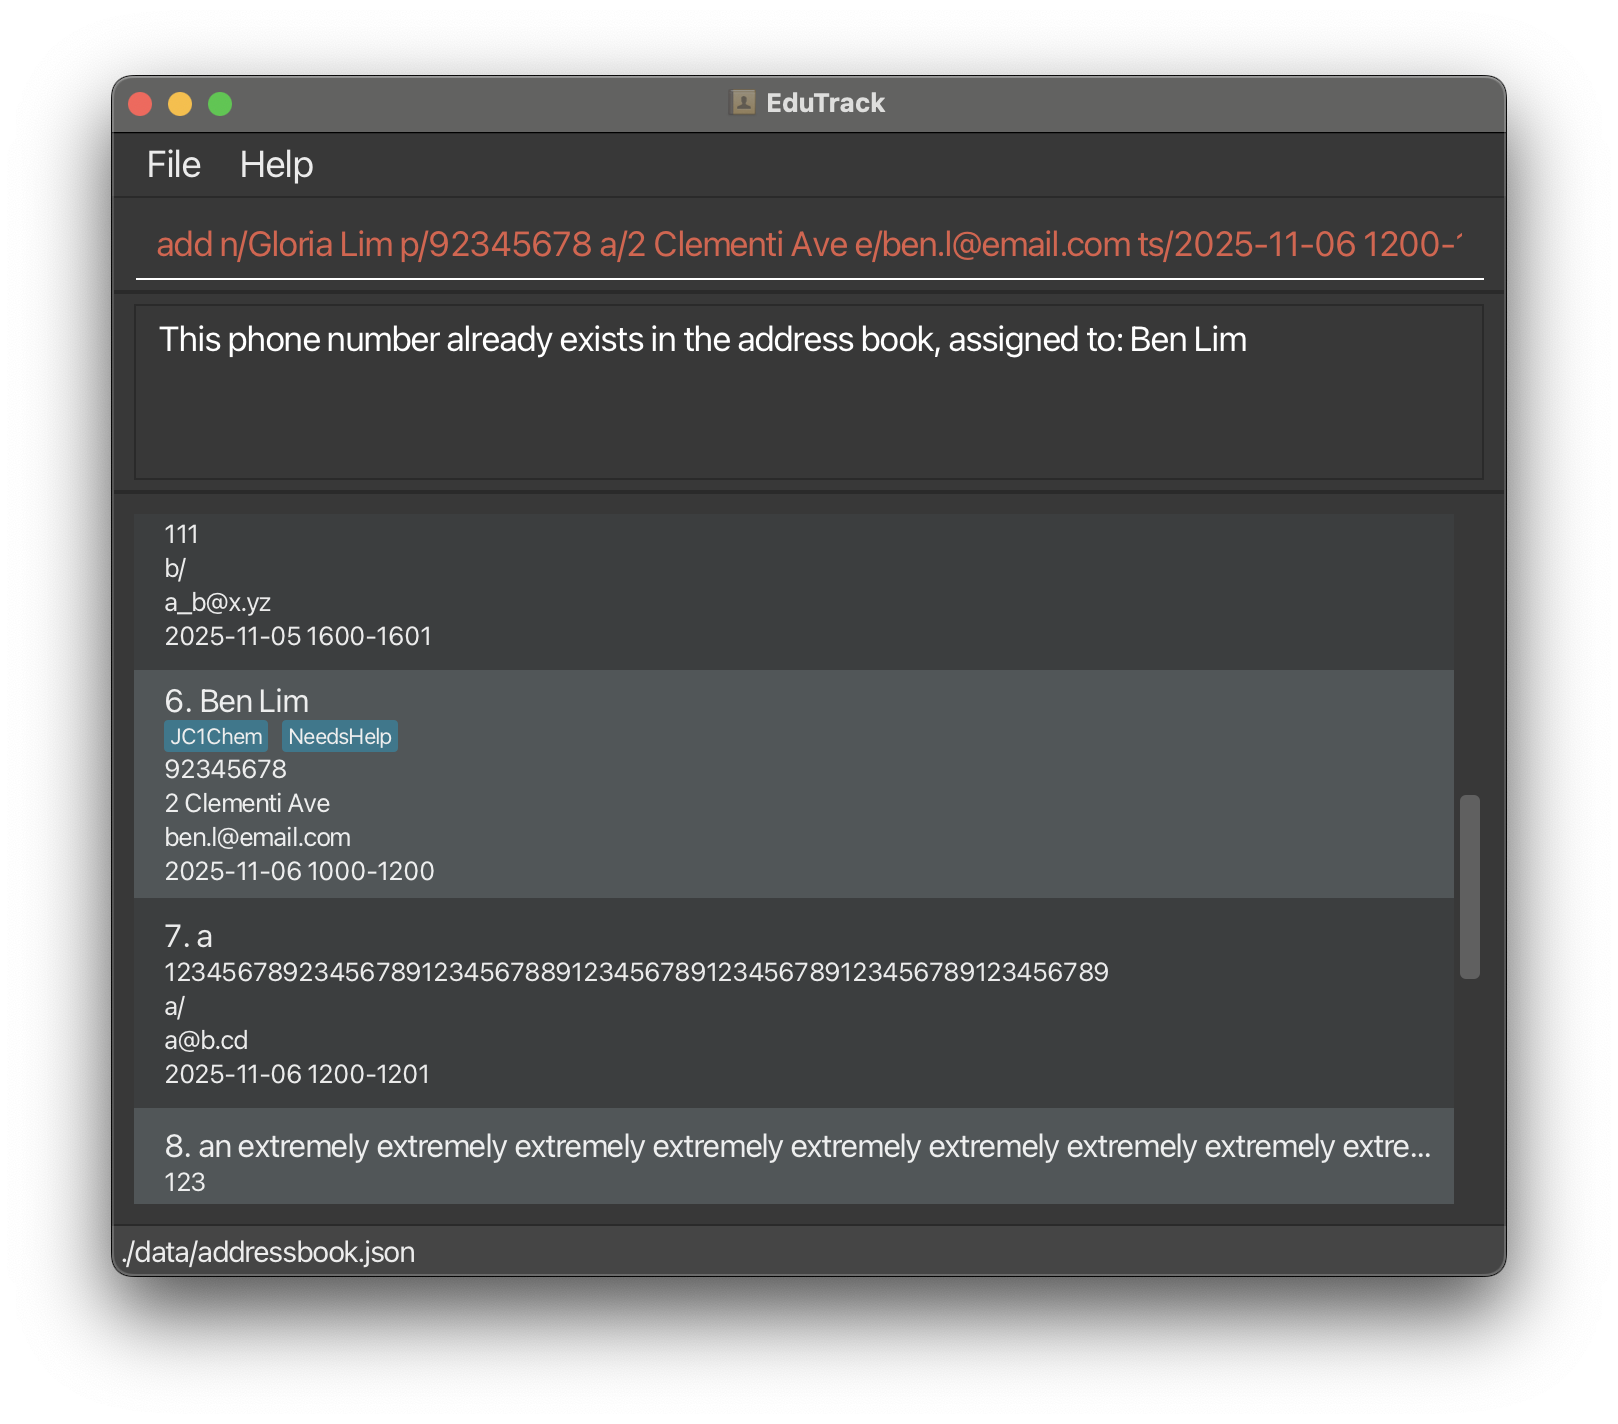 EduTrack
File Help
add n/Gloria Lim p/92345678 a/2 Clementi Ave e/ben.l@email.com ts/2025-11-06 1200-
This phone number already exists in the address book, assigned to: Ben Lim
111
b/
a_b@x.yz
2025-11-05 1600-1601
6. Ben Lim
JC1Chem NeedsHelp
92345678
2 Clementi Ave
ben.l@email.com
2025-11-06 1000-1200
7. a
123456789234567891234567889123456789123456789123456789123456789
a/
a@b.cd
2025-11-06 1200-1201
8. an extremely extremely extremely extremely extremely extremely extremely extremely extre...
123
./data/addressbook.json